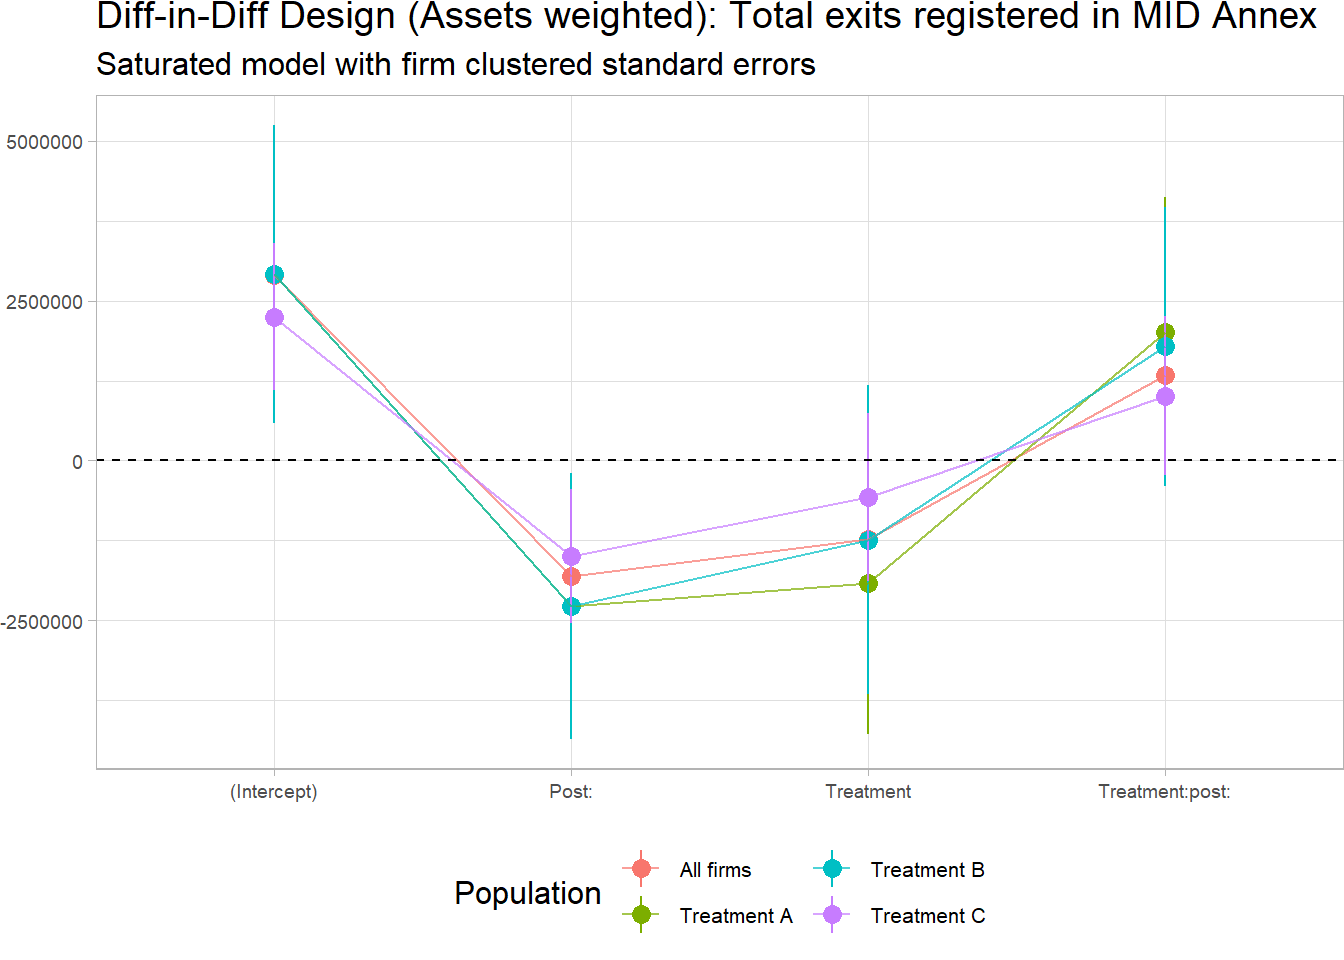 Diff-in-Diff Design (Assets weighted): Total exits registered in MID Annex
Saturated model with firm clustered standard errors
5000000
2500000
0
-2500000
(Intercept)
Post:
Treatment
Treatment:post:
Population
All firms
Treatment B
Treatment A
Treatment C